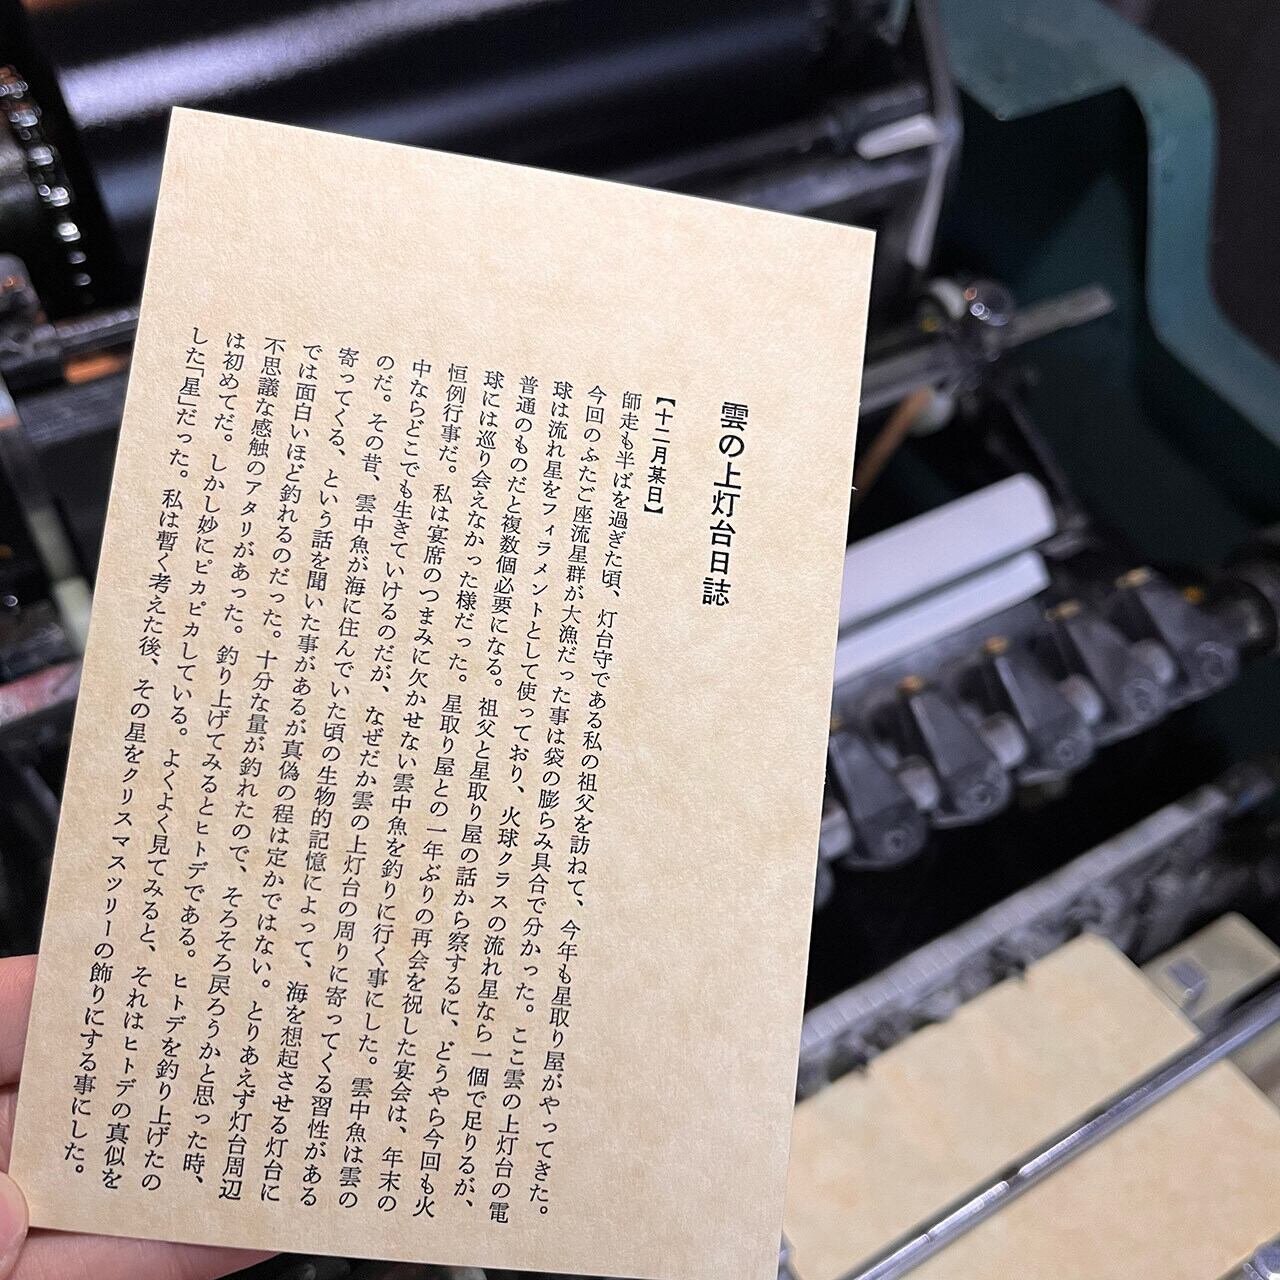 雲の上灯台日誌
【十二月某日】
師走も半ばを過ぎた頃、灯台守である私の祖父を訪ねて、今年も星取り屋がやってきた。
今回のふたご座流星群が大漁だった事は袋の膨らみ具合で分かった。ここ雲の上灯台の電
球は流れ星をフィラメントとして使っており、火球クラスの流れ星なら一個で足りるが、
普通のものだと複数個必要になる。祖父と星取り屋の話から察するに、どうやら今回も火
球には巡り会えなかった様だった。星取り屋との一年ぶりの再会を祝した宴会は、年末の
恒例行事だ。私は宴席のつまみに欠かせない雲中魚を釣りに行く事にした。雲中魚は雲の
中ならどこでも生きていけるのだが、なぜだか雲の上灯台の周りに寄ってくる習性がある
のだ。その昔、雲中魚が海に住んでいた頃の生物的記憶によって、海を想起させる灯台に
寄ってくる、という話を聞いた事があるが真偽の程は定かではない。とりあえず灯台周辺
では面白いほど釣れるのだった。十分な量が釣れたので、そろそろ戻ろうかと思った時、
不思議な感触のアタリがあった。釣り上げてみるとヒトデである。ヒトデを釣り上げたの
は初めてだ。しかし妙にピカピカしている。よくよく見てみると、それはヒトデの真似を
した「星」だった。私は暫く考えた後、その星をクリスマスツリーの飾りにする事にした。